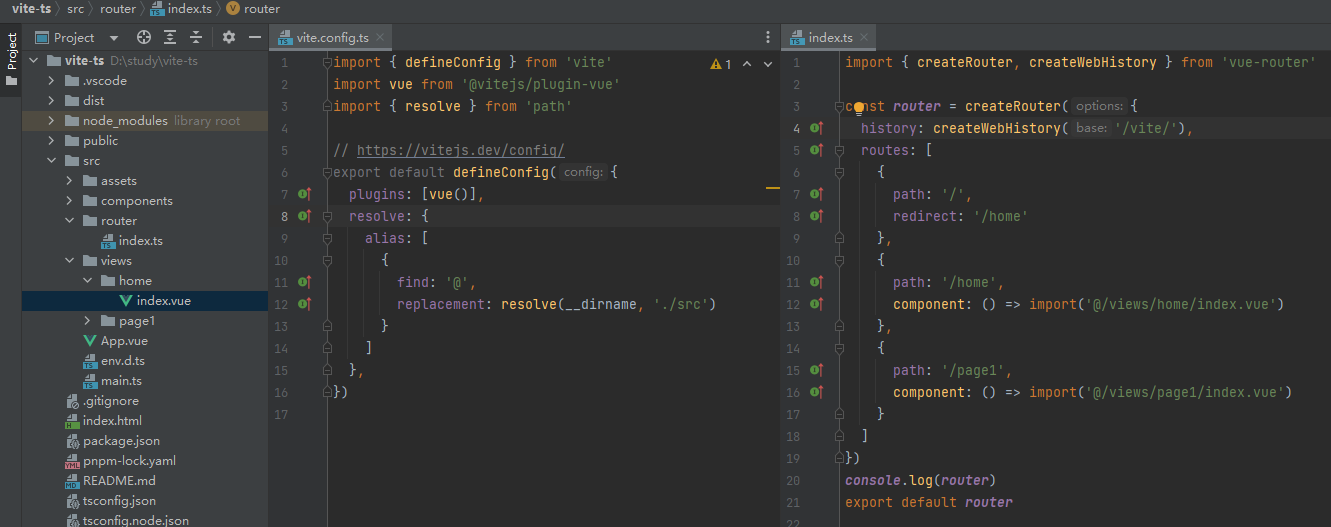 vite-ts src router index.ts router
Project
Project
vite-ts D:\study\vite-ts
.vscode
dist
node_modules library root
public
src
assets
components
router
index.ts
views
home
index.vue
page1
App.vue
env.d.ts
main.ts
.gitignore
index.html
package.json
pnpm-lock.yaml
README.md
tsconfig.json
tsconfig.node.json
vite.config.ts
1
1 import { defineConfig } from 'vite'
2 import vue from '@vitejs/plugin-vue'
3 import { resolve } from 'path'
4
5 // https://vitejs.dev/config/
6 export default defineConfig( config: {
7 plugins: [vue()],
8 resolve: {
9 alias: [
10 {
11 find: '@',
12 replacement: resolve(__dirname, './src')
13 }
14 ]
15 },
16 })
17
index.ts
1 import { createRouter, createWebHistory } from 'vue-router'
2
3 const router = createRouter( options: {
4 history: createWebHistory( base: '/vite/'),
5 routes: [
6 {
7 path: '/',
8 redirect: '/home'
9 },
10 {
11 path: '/home',
12 component: () => import('@/views/home/index.vue')
13 },
14 {
15 path: '/page1',
16 component: () => import('@/views/page1/index.vue')
17 }
18 ]
19 })
20 console.log(router)
21 export default router
22